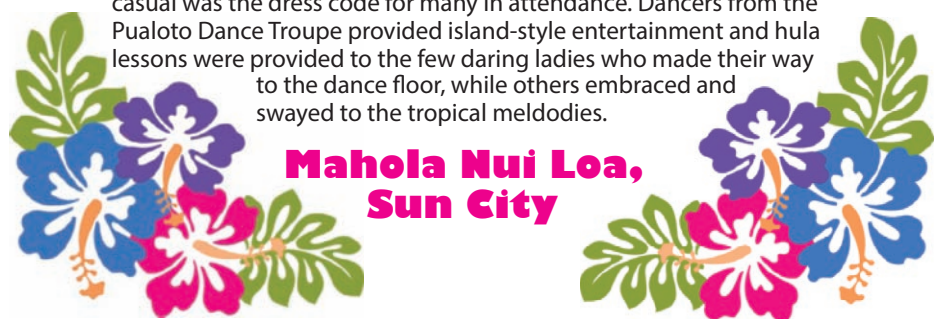 casual was the dress code for many in attendance. Dancers from the
Pualoto Dance Troupe provided island-style entertainment and hula
lessons were provided to the few daring ladies who made their way
to the dance floor, while others embraced and
swayed to the tropical meldodies.
Mahola Nui Loa,
Sun City